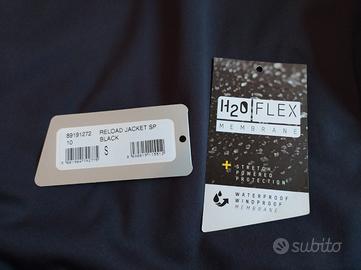 89191272 RELOAD JACKET SP
10 BLACK
S
H2O FLEX
MEMBRANE
+ STRETCH
POWERED
PROTECTION
WATERPROOF
WINDPROOF
MEMBRANE
subito